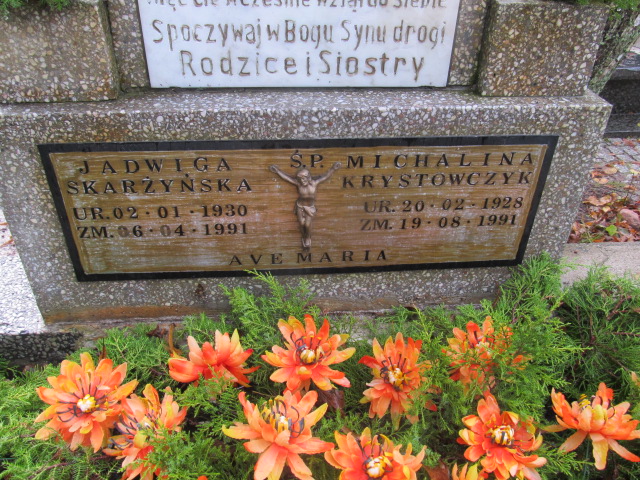 Spoczywaj w Bogu Synu drogi
Rodzice i Siostry
Ś.P.
JADWIGA
SKARŻYŃSKA
UR. 02 · 01 · 1930
ZM. 06 · 04 · 1991
MICHALINA
KRYSTOWCZYK
UR. 20 · 02 · 1928
ZM. 19 · 08 · 1991
AVE MARIA